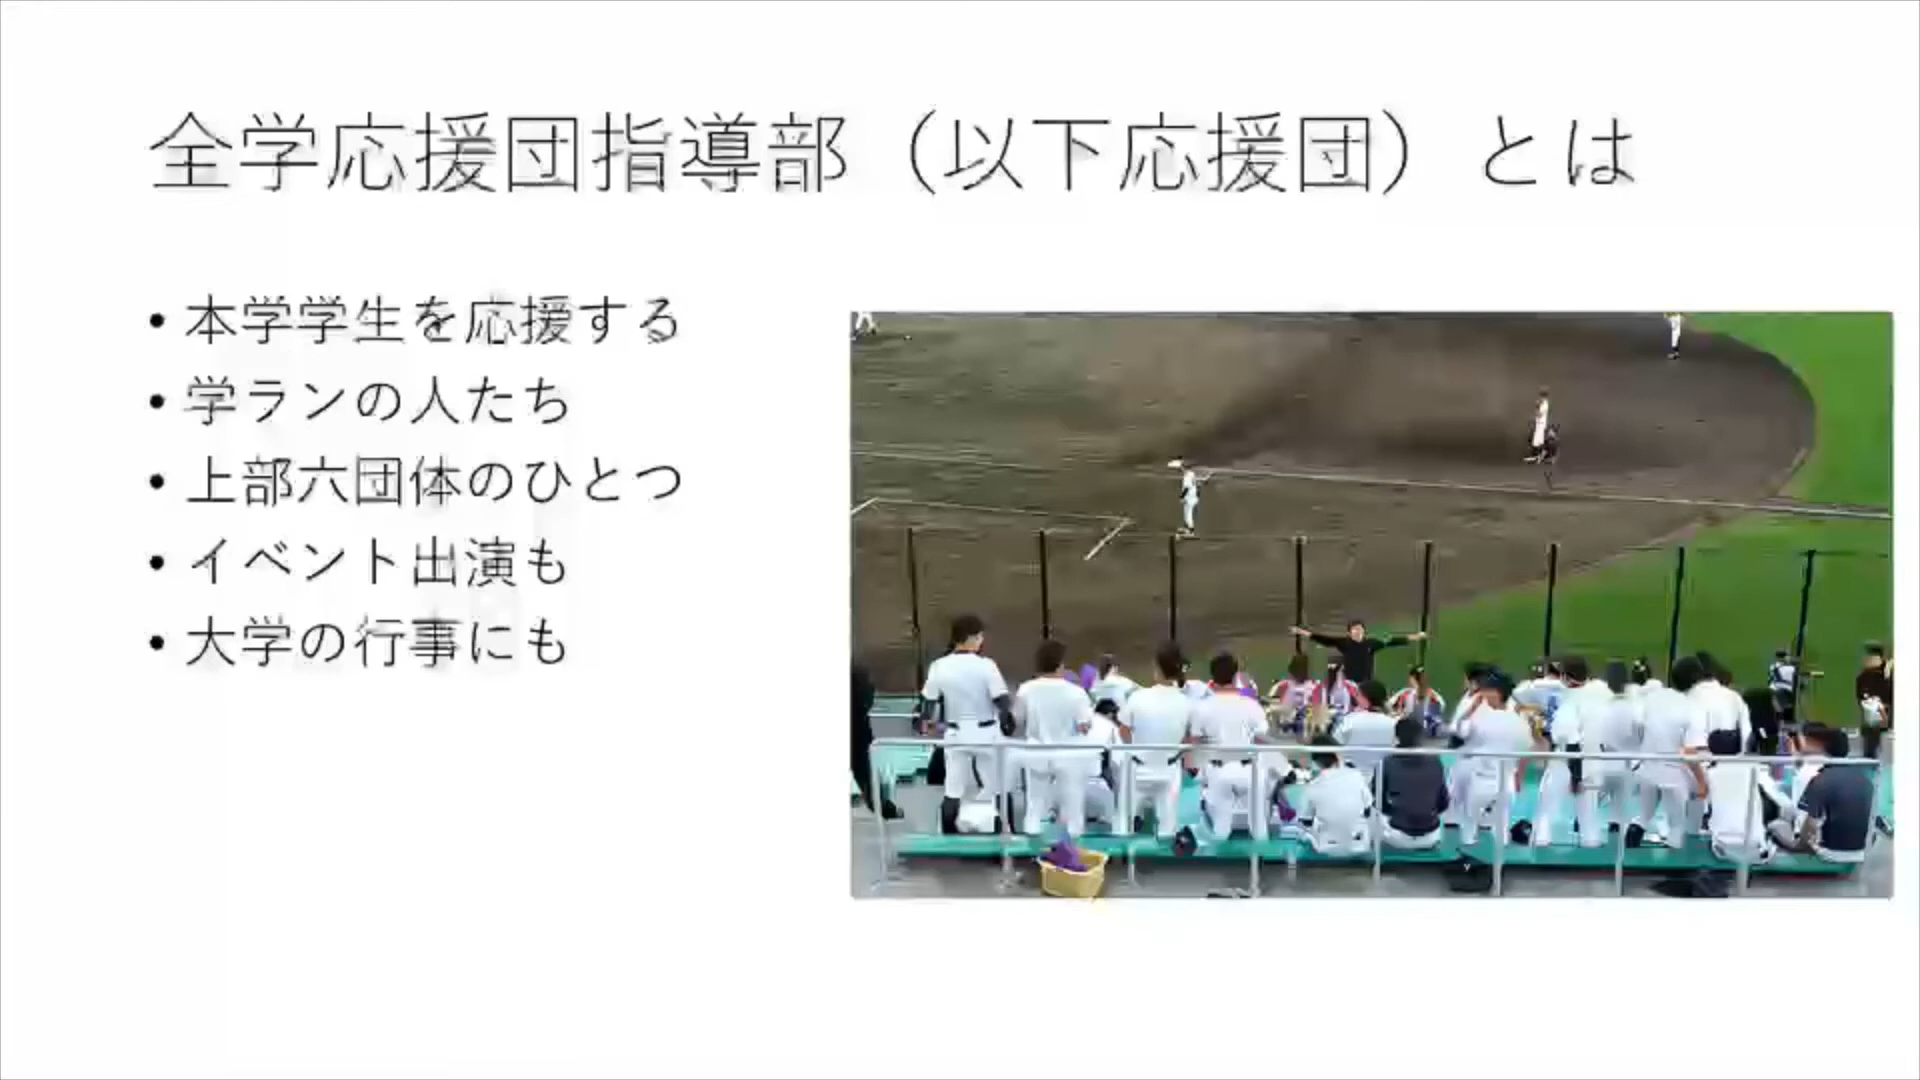 全学応援団指導部（以下応援団）とは
• 本学学生を応援する
• 学ランの人たち
• 上部六団体のひとつ
• イベント出演も
• 大学の行事にも